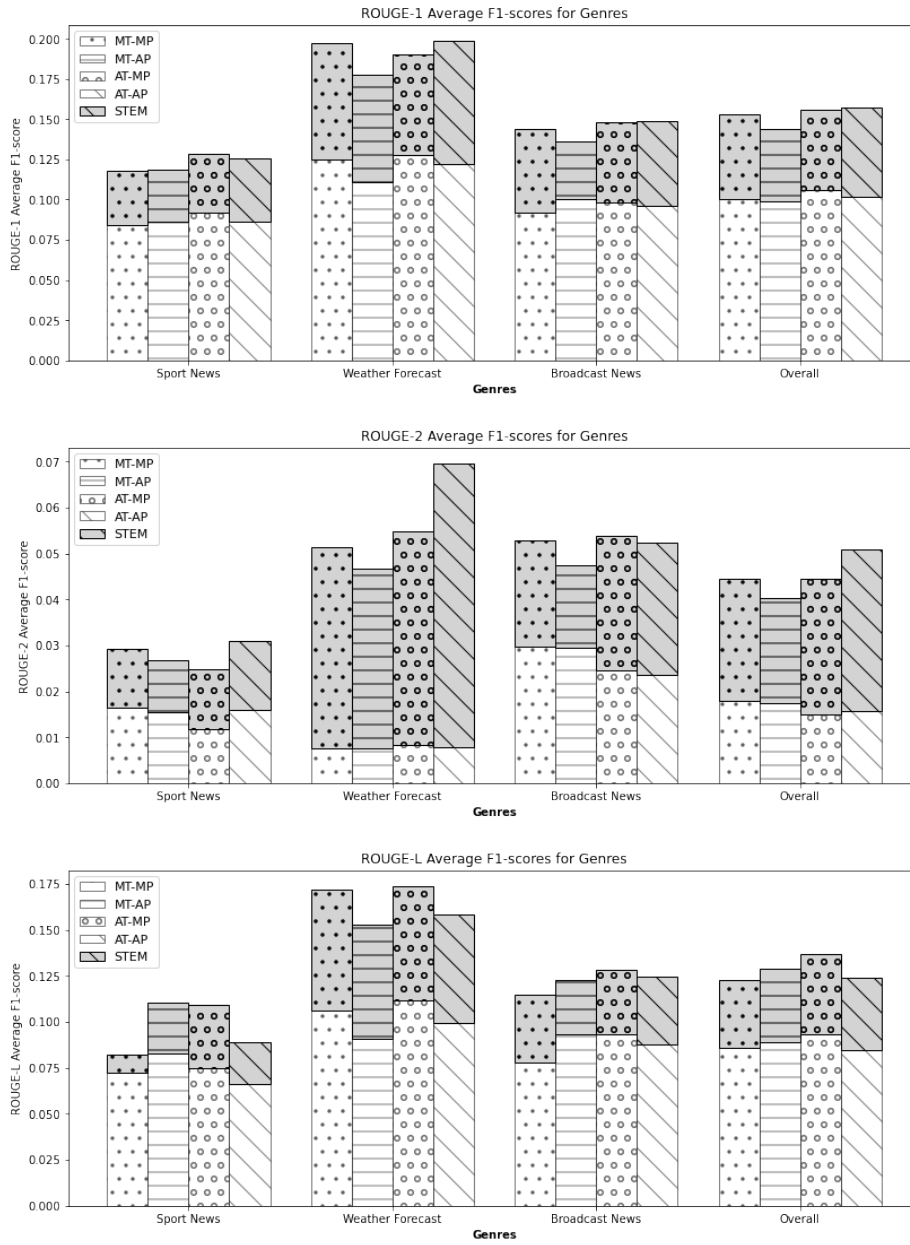 ROUGE-1 Average F1-scores for Genres
ROUGE-1 Average F1-score
0.200
0.175
0.150
0.125
0.100
0.075
0.050
0.025
0.000
MT-MP
MT-AP
AT-MP
AT-AP
STEM
Sport News
Weather Forecast
Broadcast News
Overall
Genres
ROUGE-2 Average F1-scores for Genres
ROUGE-2 Average F1-score
0.07
0.06
0.05
0.04
0.03
0.02
0.01
0.00
MT-MP
MT-AP
AT-MP
AT-AP
STEM
Sport News
Weather Forecast
Broadcast News
Overall
Genres
ROUGE-L Average F1-scores for Genres
ROUGE-L Average F1-score
0.175
0.150
0.125
0.100
0.075
0.050
0.025
0.000
MT-MP
MT-AP
AT-MP
AT-AP
STEM
Sport News
Weather Forecast
Broadcast News
Overall
Genres